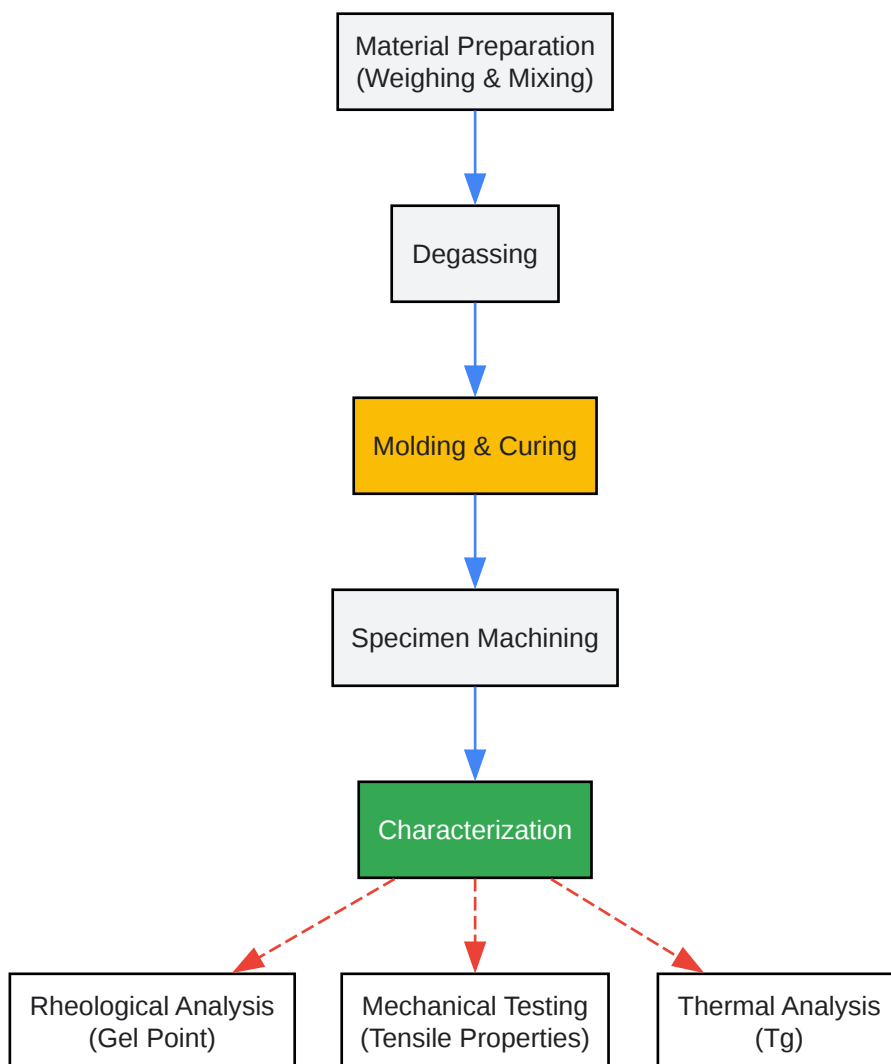 Material Preparation
(Weighing & Mixing)
Degassing
Molding & Curing
Specimen Machining
Characterization
Rheological Analysis
(Gel Point)
Mechanical Testing
(Tensile Properties)
Thermal Analysis
(Tg)